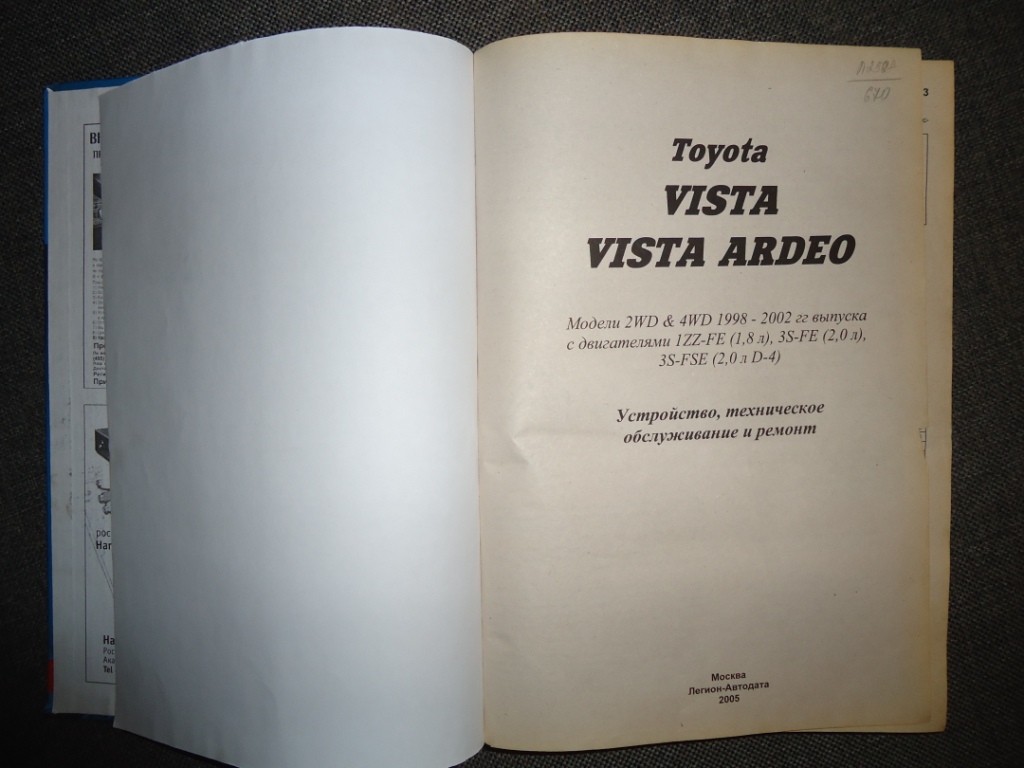 670
3
Toyota
VISTA
VISTA ARDEO
Модели 2WD & 4WD 1998 - 2002 гг выпуска
с двигателями 1ZZ-FE (1,8 л), 3S-FE (2,0 л),
3S-FSE (2,0 л D-4)
Устройство, техническое
обслуживание и ремонт
Москва
Легион-Автодата
2005